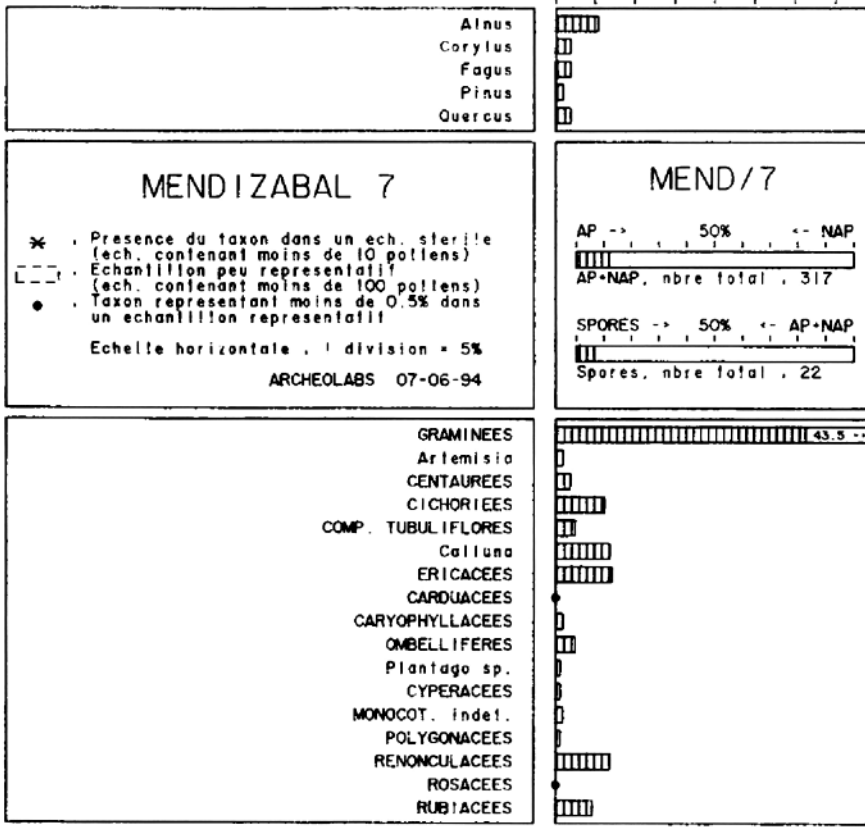 Alnus
Corylus
Fagus
Pinus
Quercus
MENDIZABAL 7
* . Presence du taxon dans un ech. sterile
(ech. contenant moins de 10 pollens)
. Echantillon peu representatif
(ech. contenant moins de 100 pollens)
• . Taxon representant moins de 0.5% dans
un echantillon representatif
Echelle horizontale . 1 division = 5%
ARCHEOLABS 07-06-94
MEND/7
AP -> 50% <- NAP
AP+NAP, nbre total . 317
SPORES -> 50% <- AP+NAP
Spores, nbre total . 22
GRAMINEES
43.5 ->
Artemisia
CENTAUREES
CICHORIEES
COMP. TUBULIFLORES
Calluna
ERICACEES
CARDUACEES
CARYOPHYLLACEES
OMBELLIFERES
Plantago sp.
CYPERACEES
MONOCOT. indet.
POLYGONACEES
RENONCULACEES
ROSACEES
RUBIACEES